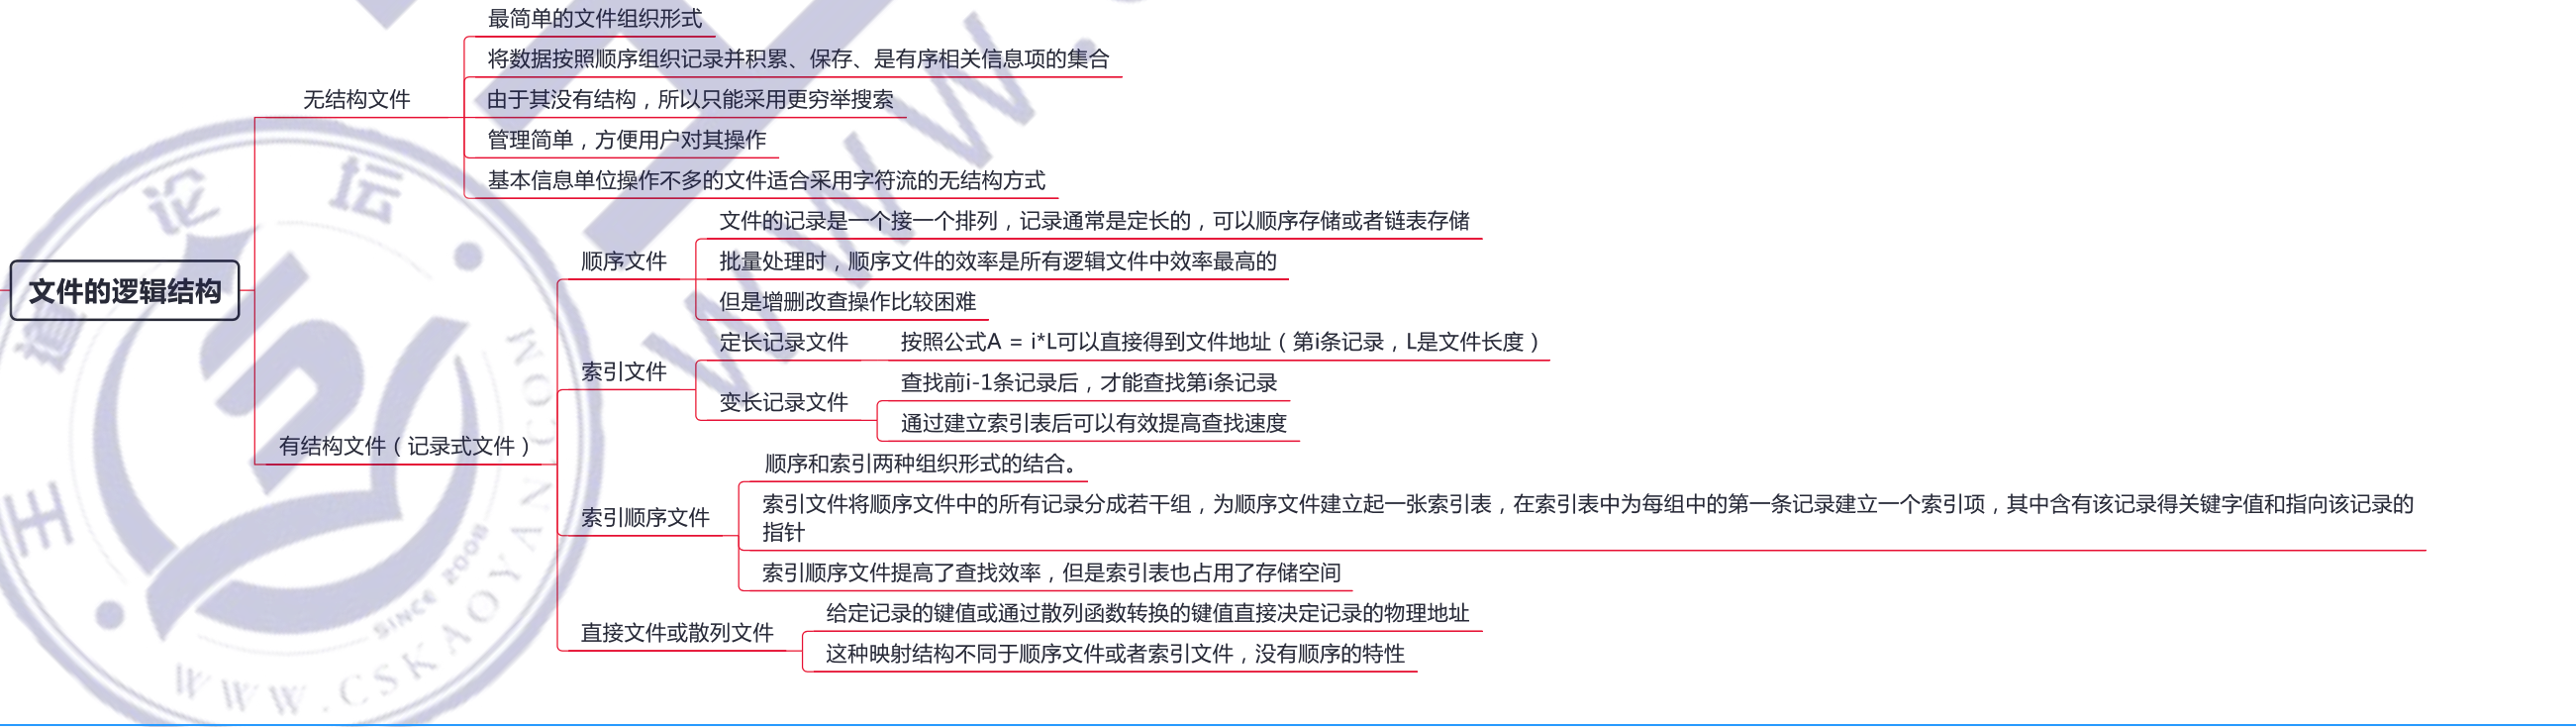 最简单的文件组织形式
将数据按照顺序组织记录并积累、保存、是有序相关信息项的集合
无结构文件
由于其没有结构，所以只能采用更穷举搜索
管理简单，方便用户对其操作
基本信息单位操作不多的文件适合采用字符流的无结构方式
文件的记录是一个接一个排列，记录通常是定长的，可以顺序存储或者链表存储
顺序文件
批量处理时，顺序文件的效率是所有逻辑文件中效率最高的
文件的逻辑结构
但是增删改查操作比较困难
定长记录文件
按照公式A = i*L可以直接得到文件地址（第i条记录，L是文件长度）
索引文件
查找前i-1条记录后，才能查找第i条记录
变长记录文件
通过建立索引表后可以有效提高查找速度
有结构文件（记录式文件）
顺序和索引两种组织形式的结合。
索引文件将顺序文件中的所有记录分成若干组，为顺序文件建立起一张索引表，在索引表中为每组中的第一条记录建立一个索引项，其中含有该记录得关键字值和指向该记录的
指针
索引顺序文件
索引顺序文件提高了查找效率，但是索引表也占用了存储空间
给定记录的键值或通过散列函数转换的键值直接决定记录的物理地址
直接文件或散列文件
这种映射结构不同于顺序文件或者索引文件，没有顺序的特性
王道论坛
SINCE 2008
WWW.CSKAOYAN.COM
WWW.